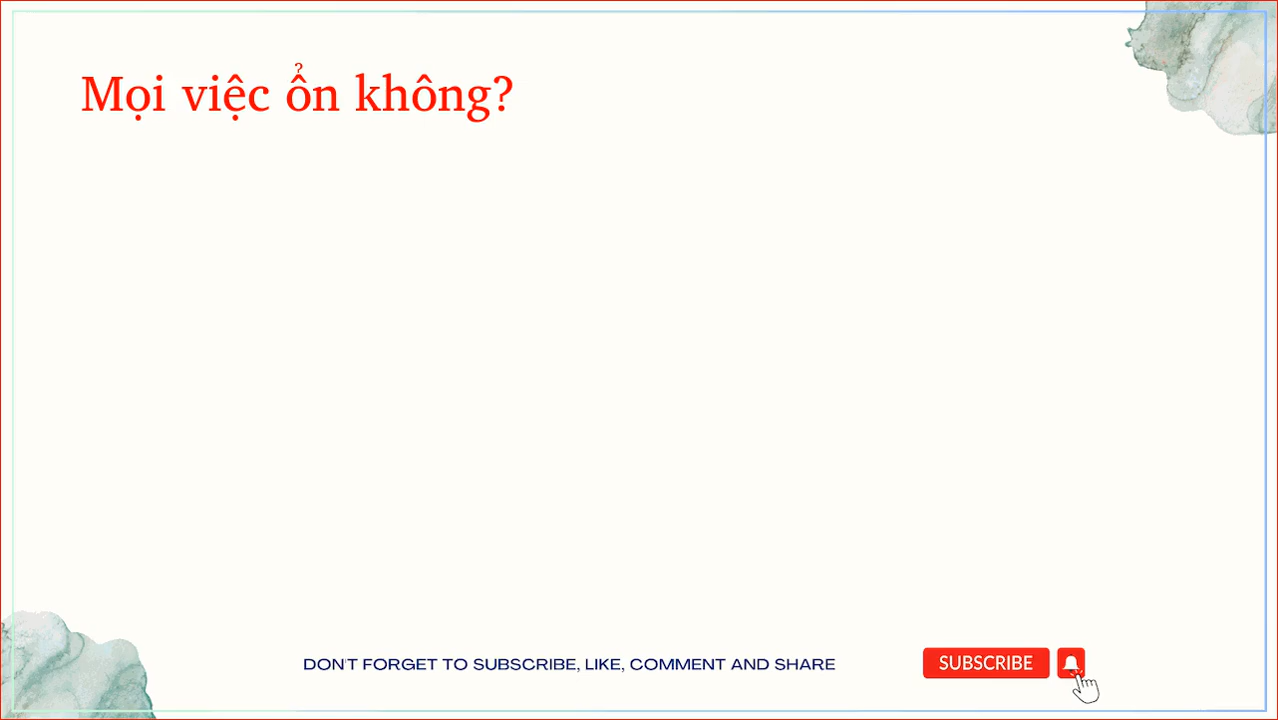 Mọi việc ổn không?
DON'T FORGET TO SUBSCRIBE, LIKE, COMMENT AND SHARE
SUBSCRIBE